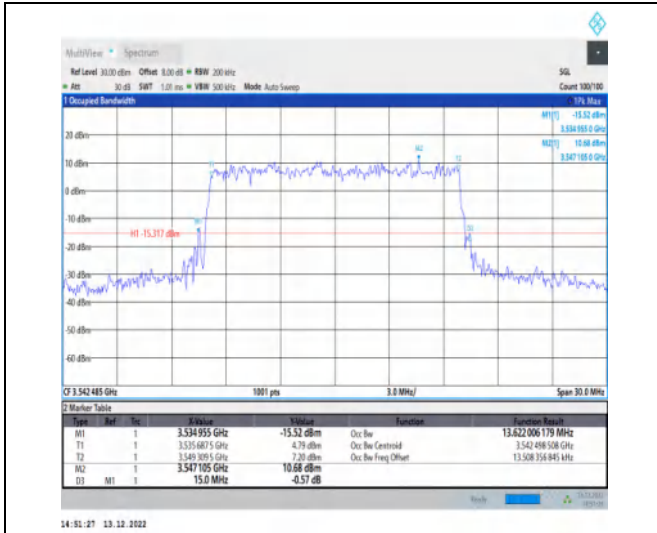 MultiView Spectrum
Ref Level 30.00 dBm Offset 8.00 dB RBW 200 kHz SGL
Att 30 dB SWT 1.01 ms VBW 500 kHz Mode Auto Sweep Count 100/100
1 Occupied Bandwidth 1Pk Max
M1[1] -15.52 dBm
3.534 955 0 GHz
20 dBm M2[1] 10.68 dBm
3.547 105 0 GHz
M2
10 dBm T1 T2
0 dBm
-10 dBm
M1
H1 -15.317 dBm D3
-20 dBm
-30 dBm
-40 dBm
-50 dBm
-60 dBm
CF 3.542 485 GHz 1001 pts 3.0 MHz/ Span 30.0 MHz
2 Marker Table
Type Ref Trc X-Value Y-Value Function Function Result
M1 1 3.534 955 GHz -15.52 dBm Occ Bw 13.622 006 179 MHz
T1 1 3.535 687 5 GHz 4.79 dBm Occ Bw Centroid 3.542 498 508 GHz
T2 1 3.549 309 5 GHz 7.20 dBm Occ Bw Freq Offset 13.508 356 845 kHz
M2 1 3.547 105 GHz 10.68 dBm
D3 M1 1 15.0 MHz -0.57 dB
Ready
14:51:27 13.12.2022